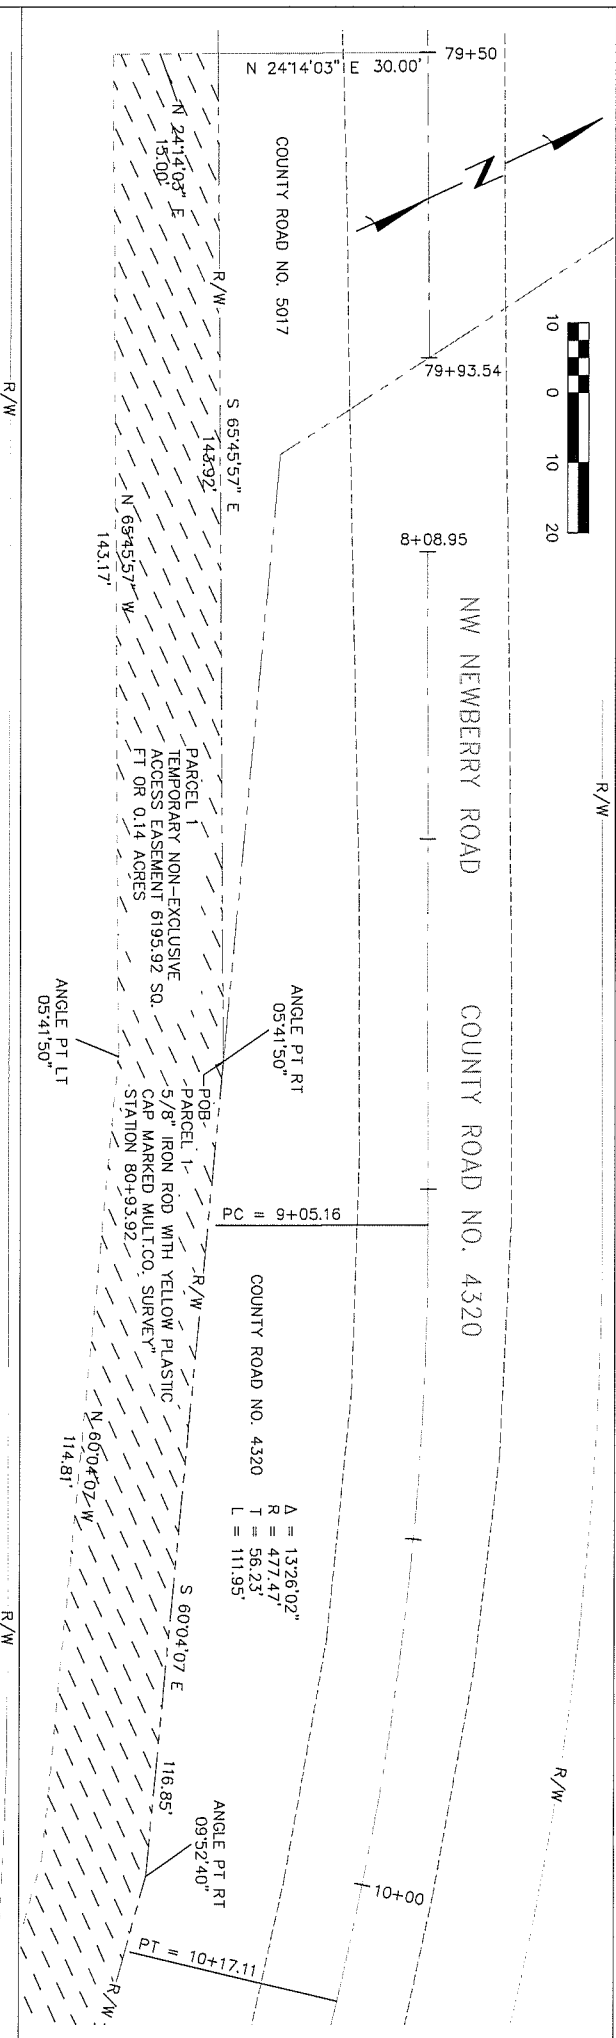 R/W
R/W
R/W
R/W
79+50
N 24°14'03" E 30.00'
N 24°14'03" E
15.00'
COUNTY ROAD NO. 5017
R/W
N
10 0 10 20
79+93.54
S 65°45'57" E
143.92'
N 65°45'57" W
143.17'
8+08.95
NW NEWBERRY ROAD COUNTY ROAD NO. 4320
PARCEL 1
TEMPORARY NON-EXCLUSIVE
ACCESS EASEMENT 6195.92 SQ.
FT OR 0.14 ACRES
ANGLE PT LT
05°41'50"
ANGLE PT RT
05°41'50"
POB
PARCEL 1
5/8" IRON ROD WITH YELLOW PLASTIC
CAP MARKED MULT.CO. SURVEY"
STATION 80+93.92
PC = 9+05.16
R/W
COUNTY ROAD NO. 4320
Δ = 13°26'02"
R = 477.47'
T = 56.23'
L = 111.95'
N 60°04'07" W
114.81'
S 60°04'07" E
116.85'
ANGLE PT RT
09°52'40"
10+00
PT = 10+17.11
R/W
R/W